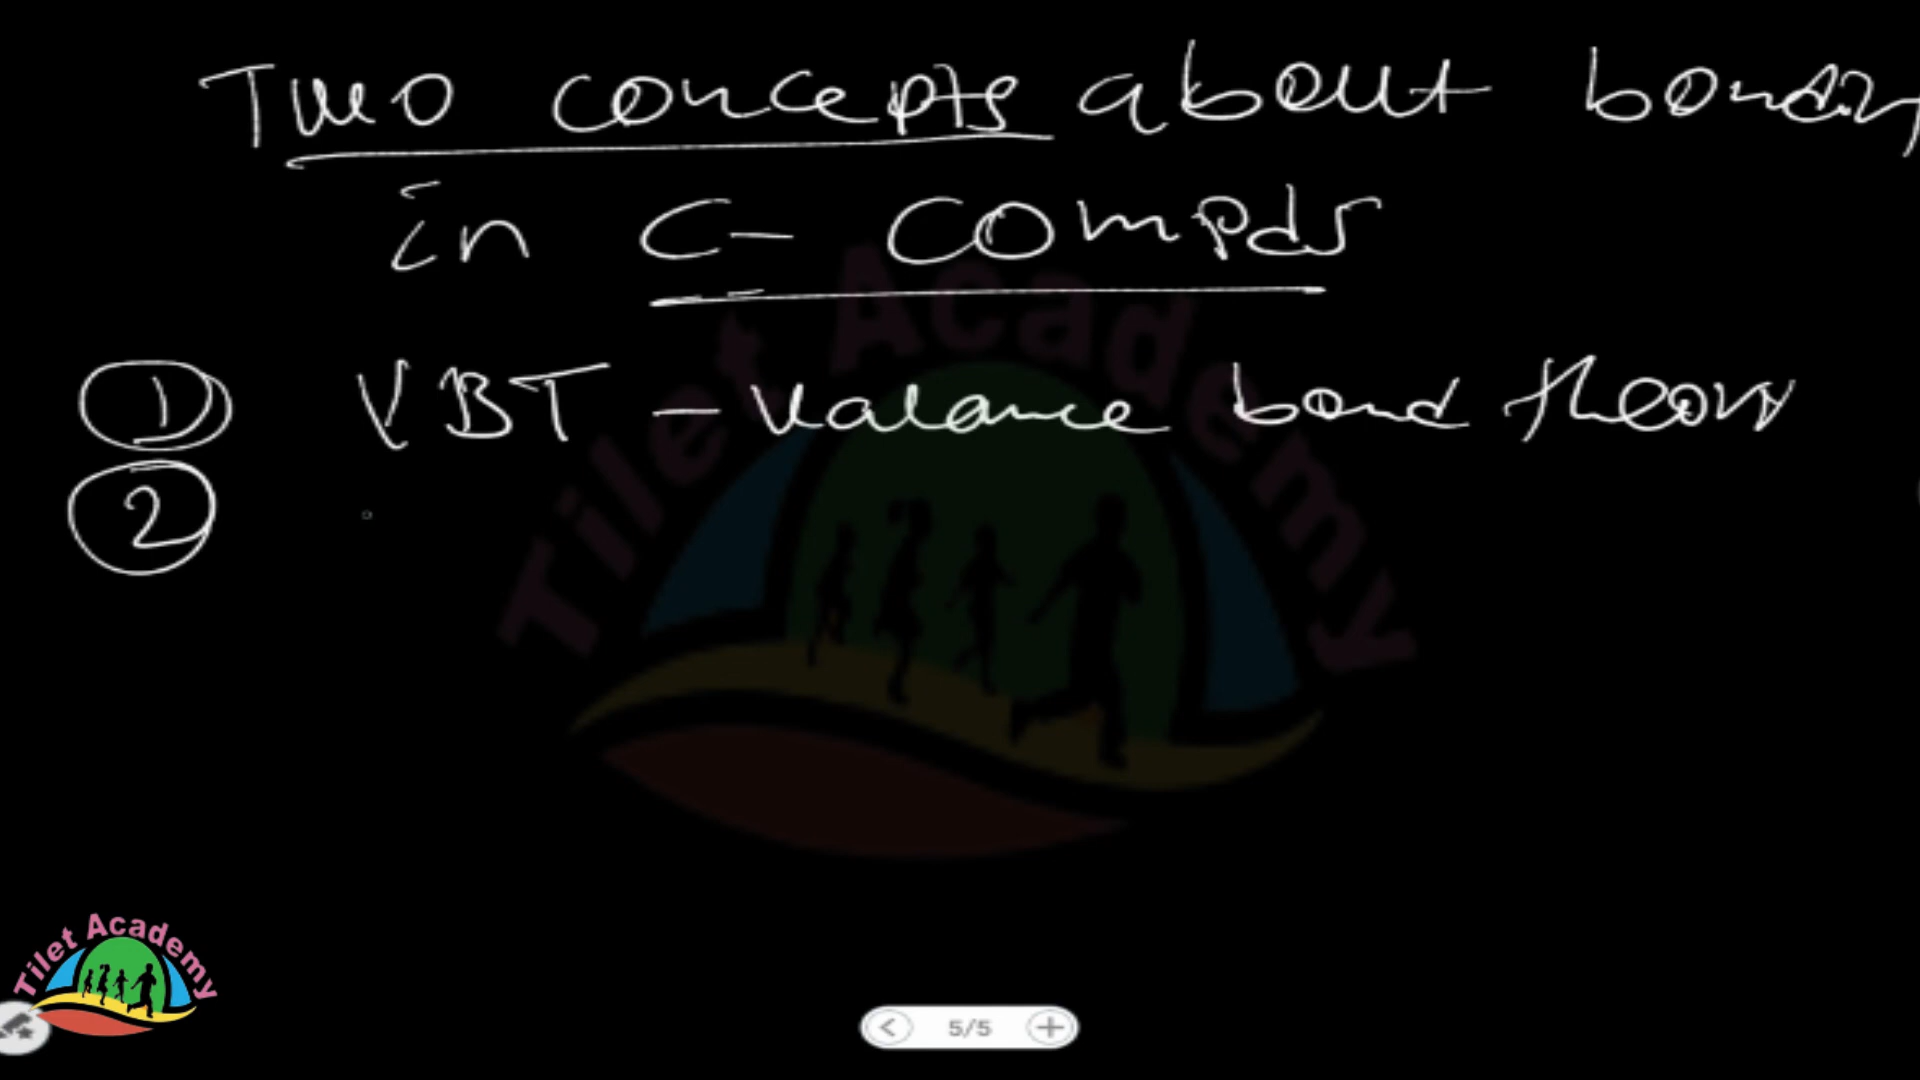 Two concepts about bonding
in C- compds
1 VBT - Valance bond theory
2
Tilet Academy
Tilet Academy
5/5